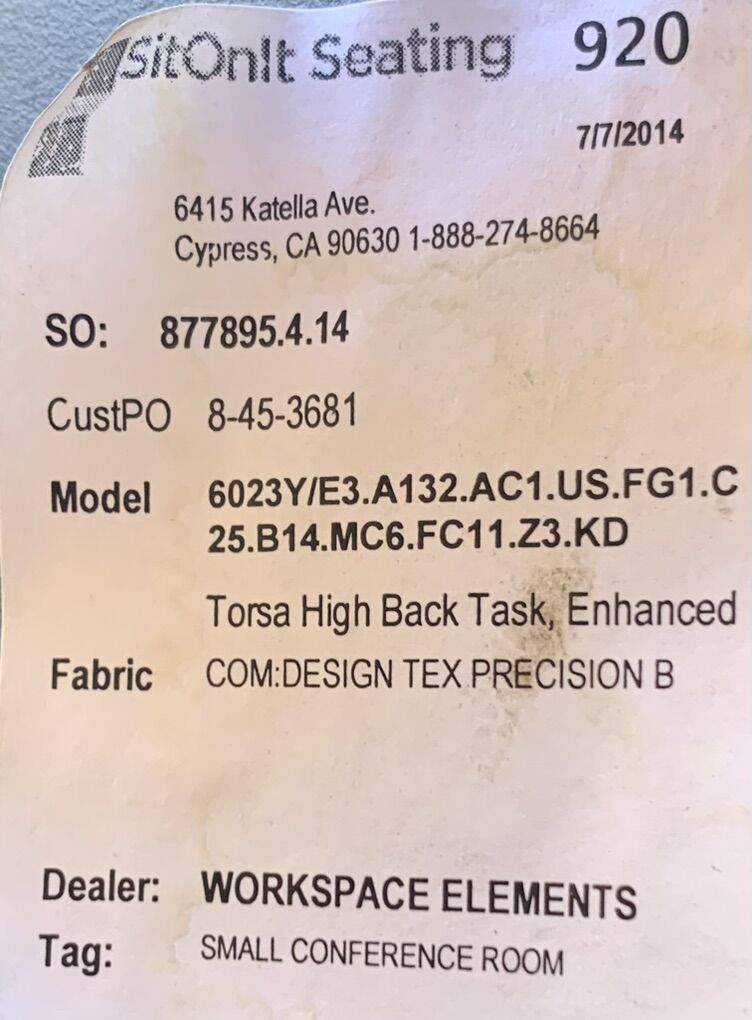 SitOnIt Seating 920
7/7/2014
6415 Katella Ave.
Cypress, CA 90630 1-888-274-8664
SO: 877895.4.14
CustPO 8-45-3681
Model 6023Y/E3.A132.AC1.US.FG1.C
25.B14.MC6.FC11.Z3.KD
Torsa High Back Task, Enhanced
Fabric COM:DESIGN TEX PRECISION B
Dealer: WORKSPACE ELEMENTS
Tag: SMALL CONFERENCE ROOM